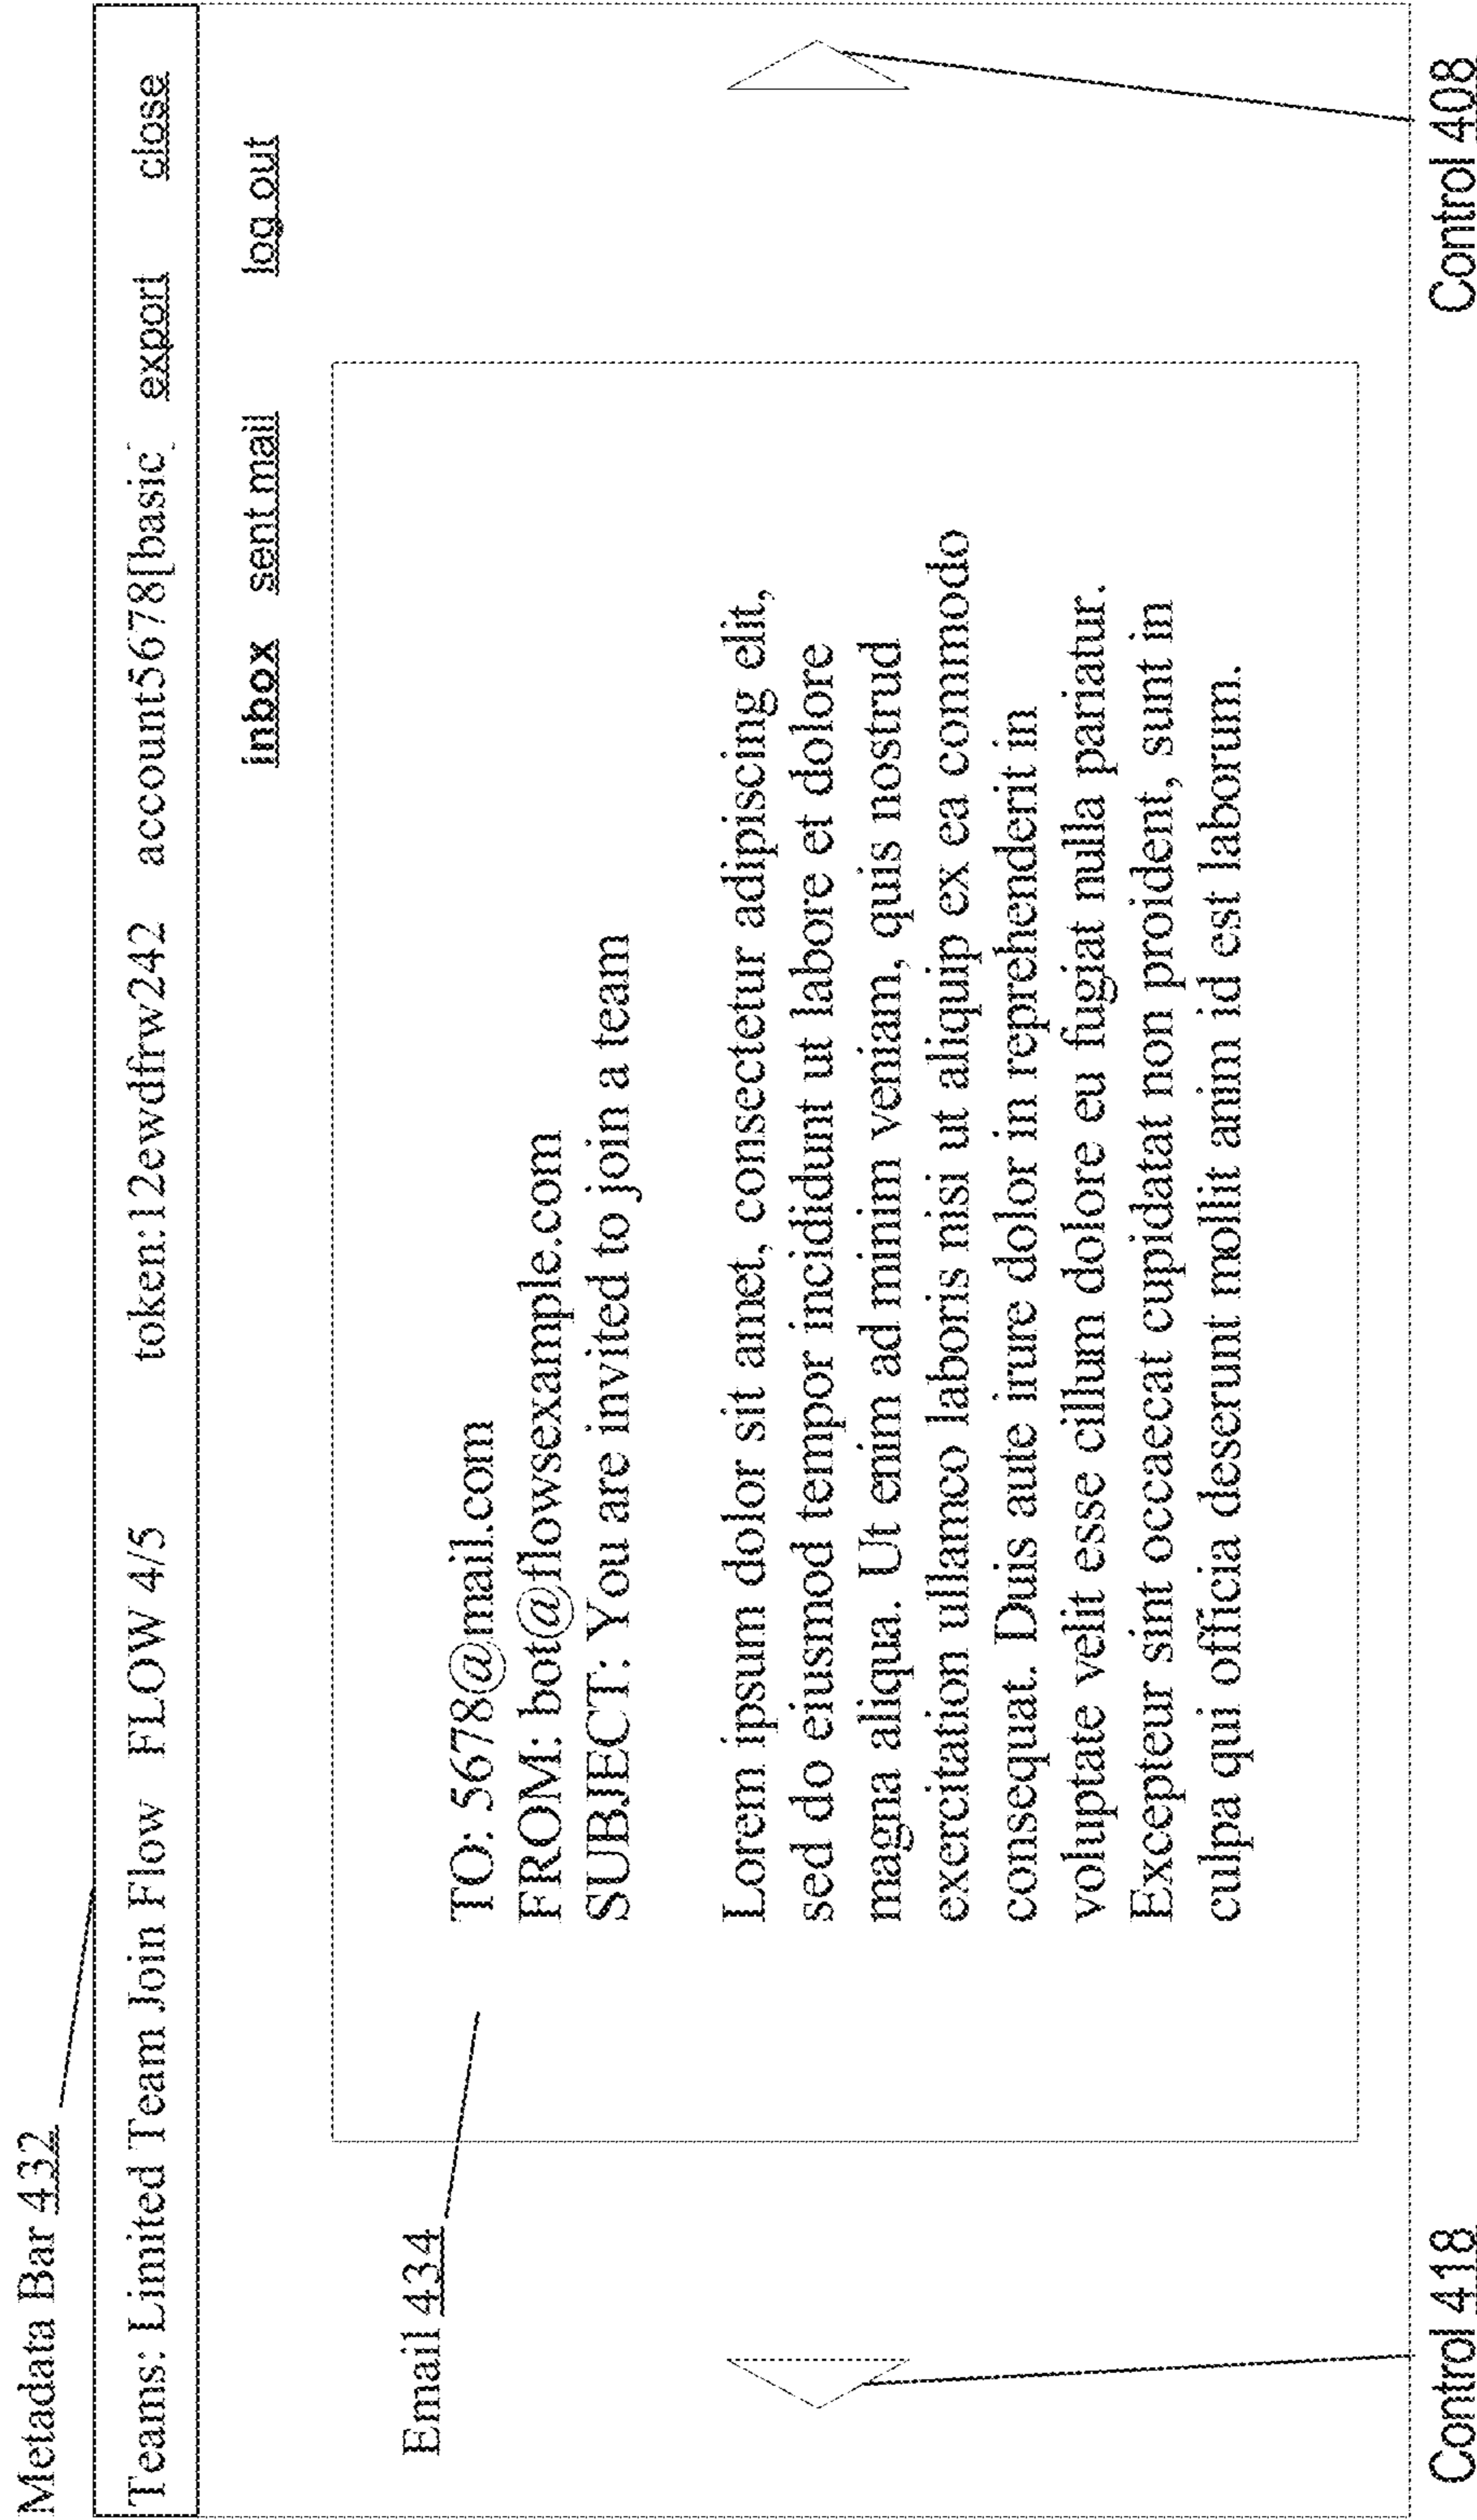 Metadata Bar 432
Teams: Limited Team Join Flow FLOW 4/5 token:12ewdfrw242 account5678[basic] export close
inbox sent mail log out
Email 434
TO: 5678@mail.com
FROM: bot@flowsexample.com
SUBJECT: You are invited to join a team
Lorem ipsum dolor sit amet, consectetur adipiscing elit,
sed do eiusmod tempor incididunt ut labore et dolore
magna aliqua. Ut enim ad minim veniam, quis nostrud
exercitation ullamco laboris nisi ut aliquip ex ea commodo
consequat. Duis aute irure dolor in reprehenderit in
voluptate velit esse cillum dolore eu fugiat nulla pariatur.
Excepteur sint occaecat cupidatat non proident, sunt in
culpa qui officia deserunt mollit anim id est laborum.
Control 418 Control 408